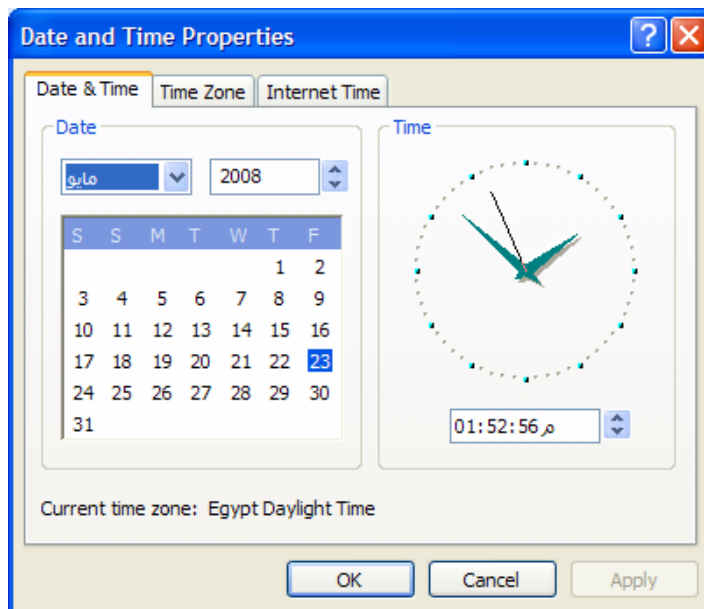 Date and Time Properties
Date & Time Time Zone Internet Time
Date
مايو 2008
S S M T W T F
1 2
3 4 5 6 7 8 9
10 11 12 13 14 15 16
17 18 19 20 21 22 23
24 25 26 27 28 29 30
31
Time
01:52:56 م
Current time zone: Egypt Daylight Time
OK Cancel Apply